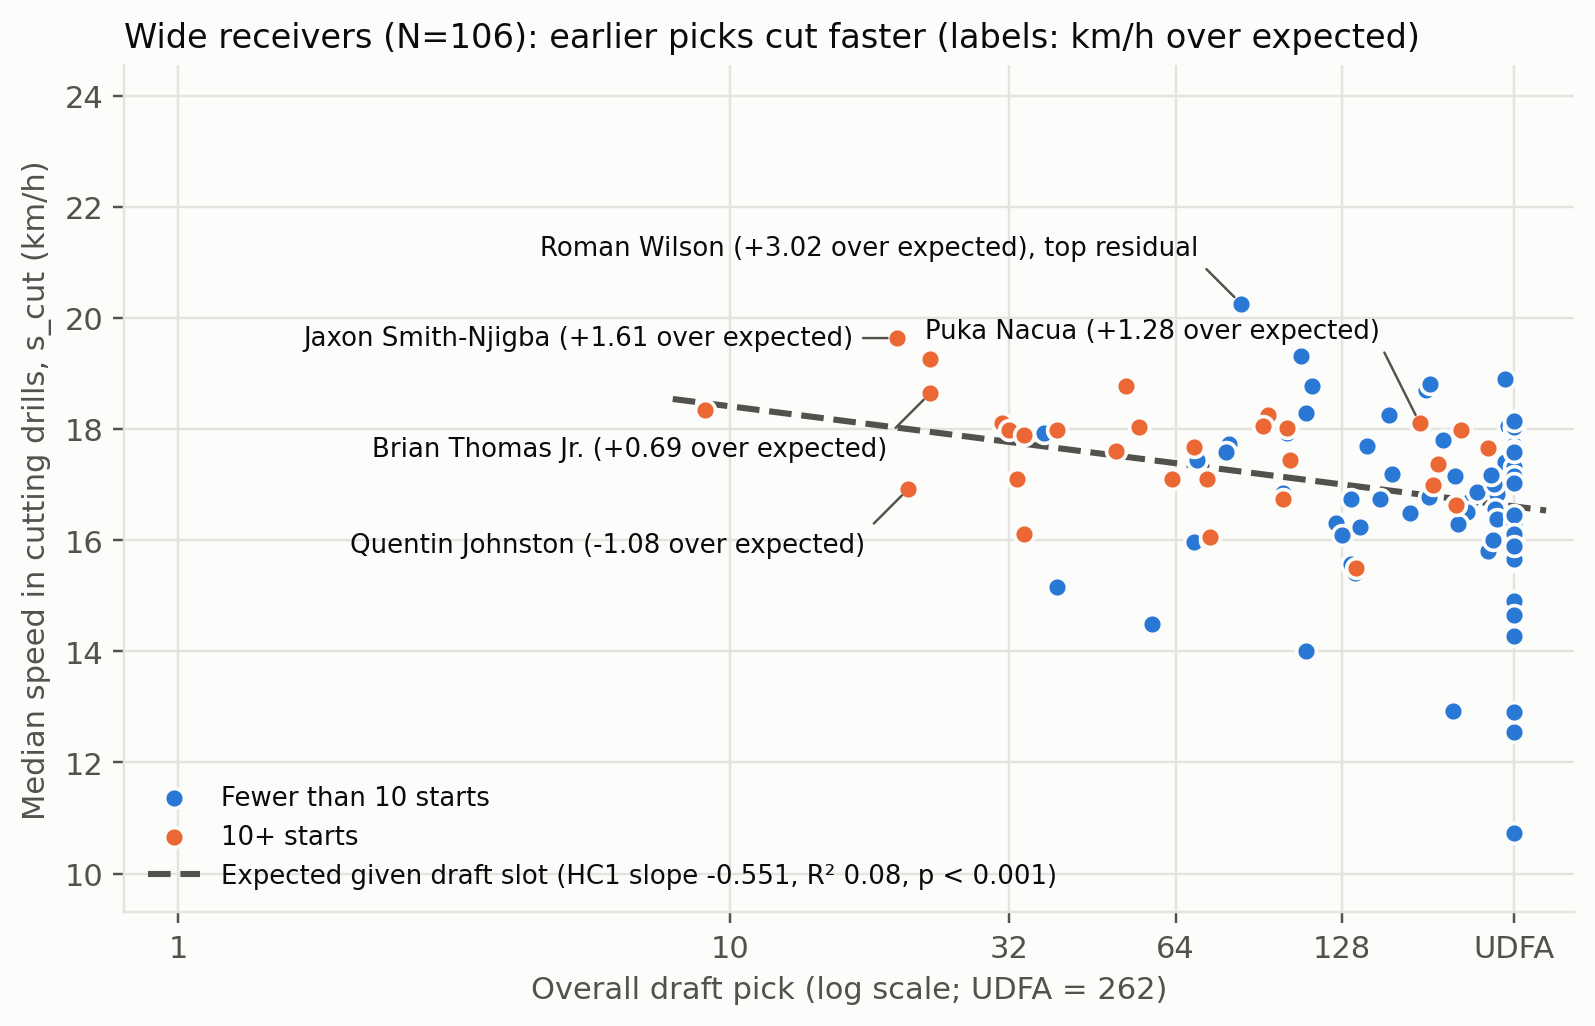 Wide receivers (N=106): earlier picks cut faster (labels: km/h over expected)
Median speed in cutting drills, s_cut (km/h)
24
22
20
18
16
14
12
10
Roman Wilson (+3.02 over expected), top residual
Puka Nacua (+1.28 over expected)
Jaxon Smith-Njigba (+1.61 over expected)
Brian Thomas Jr. (+0.69 over expected)
Quentin Johnston (-1.08 over expected)
Fewer than 10 starts
10+ starts
Expected given draft slot (HC1 slope -0.551, R² 0.08, p < 0.001)
1
10
32
64
128
UDFA
Overall draft pick (log scale; UDFA = 262)